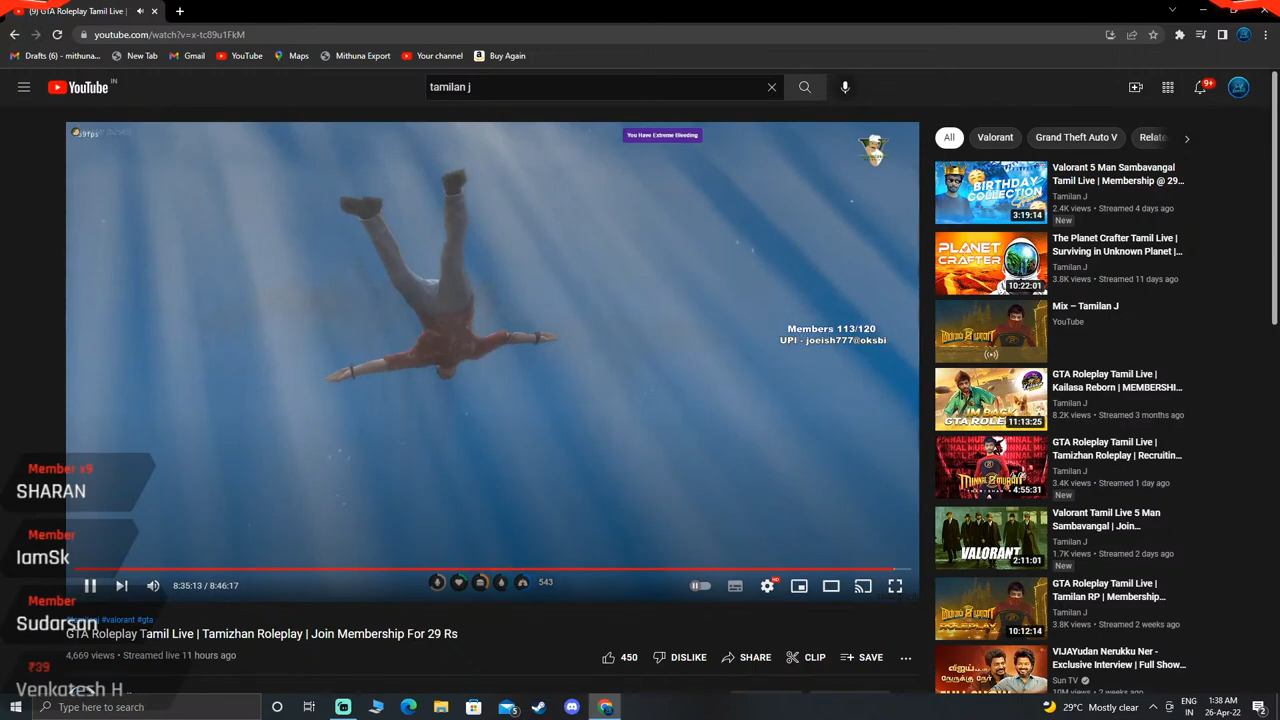 (9) GTA Roleplay Tamil Live |
youtube.com/watch?v=x-tc89u1FkM
Drafts (6) - mithuna...
New Tab
Gmail
YouTube
Maps
Mithuna Export
Your channel
Buy Again
YouTube IN
tamilan j
9+
You Have Extreme Bleeding
Members 113/120
UPI - joeish777@oksbi
8:35:13 / 8:46:17
543
HD
Member x9
SHARAN
Member
IamSk
Member
₹39
Venkatesh H
#valorant #gta
GTA Roleplay Tamil Live | Tamizhan Roleplay | Join Membership For 29 Rs
4,669 views • Streamed live 11 hours ago
450
DISLIKE
SHARE
CLIP
SAVE
All
Valorant
Grand Theft Auto V
Relate
BIRTHDAY
COLLECTION
3:19:14
Valorant 5 Man Sambavangal
Tamil Live | Membership @ 29...
Tamilan J
2.4K views • Streamed 4 days ago
New
PLANET
CRAFTER
10:22:01
The Planet Crafter Tamil Live |
Surviving in Unknown Planet |...
Tamilan J
3.8K views • Streamed 11 days ago
Mix – Tamilan J
YouTube
IM BACK
GTA ROLE
11:13:25
GTA Roleplay Tamil Live |
Kailasa Reborn | MEMBERSHI...
Tamilan J
8.2K views • Streamed 3 months ago
4:55:31
GTA Roleplay Tamil Live |
Tamizhan Roleplay | Recruitin...
Tamilan J
3.4K views • Streamed 1 day ago
New
VALORANT
2:11:01
Valorant Tamil Live 5 Man
Sambavangal | Join...
Tamilan J
1.7K views • Streamed 2 days ago
New
10:12:14
GTA Roleplay Tamil Live |
Tamilan RP | Membership...
Tamilan J
3.8K views • Streamed 2 weeks ago
VIJAYudan Nerukku Ner -
Exclusive Interview | Full Show...
Sun TV
10M views • 2 weeks ago
Type here to search
29°C Mostly clear
ENG
IN
1:38 AM
26-Apr-22
2